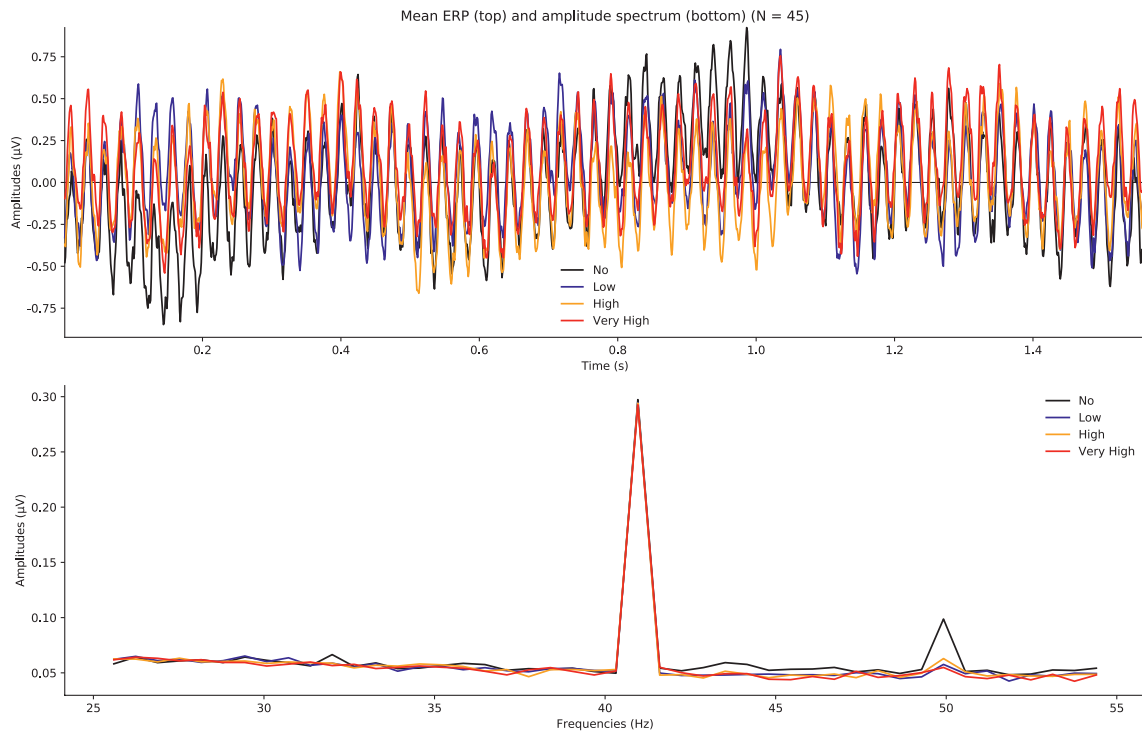 Mean ERP (top) and amplitude spectrum (bottom) (N = 45)
Amplitudes (µV)
0.75
0.50
0.25
0.00
-0.25
-0.50
-0.75
No
Low
High
Very High
0.2
0.4
0.6
0.8
1.0
1.2
1.4
Time (s)
Amplitudes (µV)
0.30
0.25
0.20
0.15
0.10
0.05
No
Low
High
Very High
25
30
35
40
45
50
55
Frequencies (Hz)